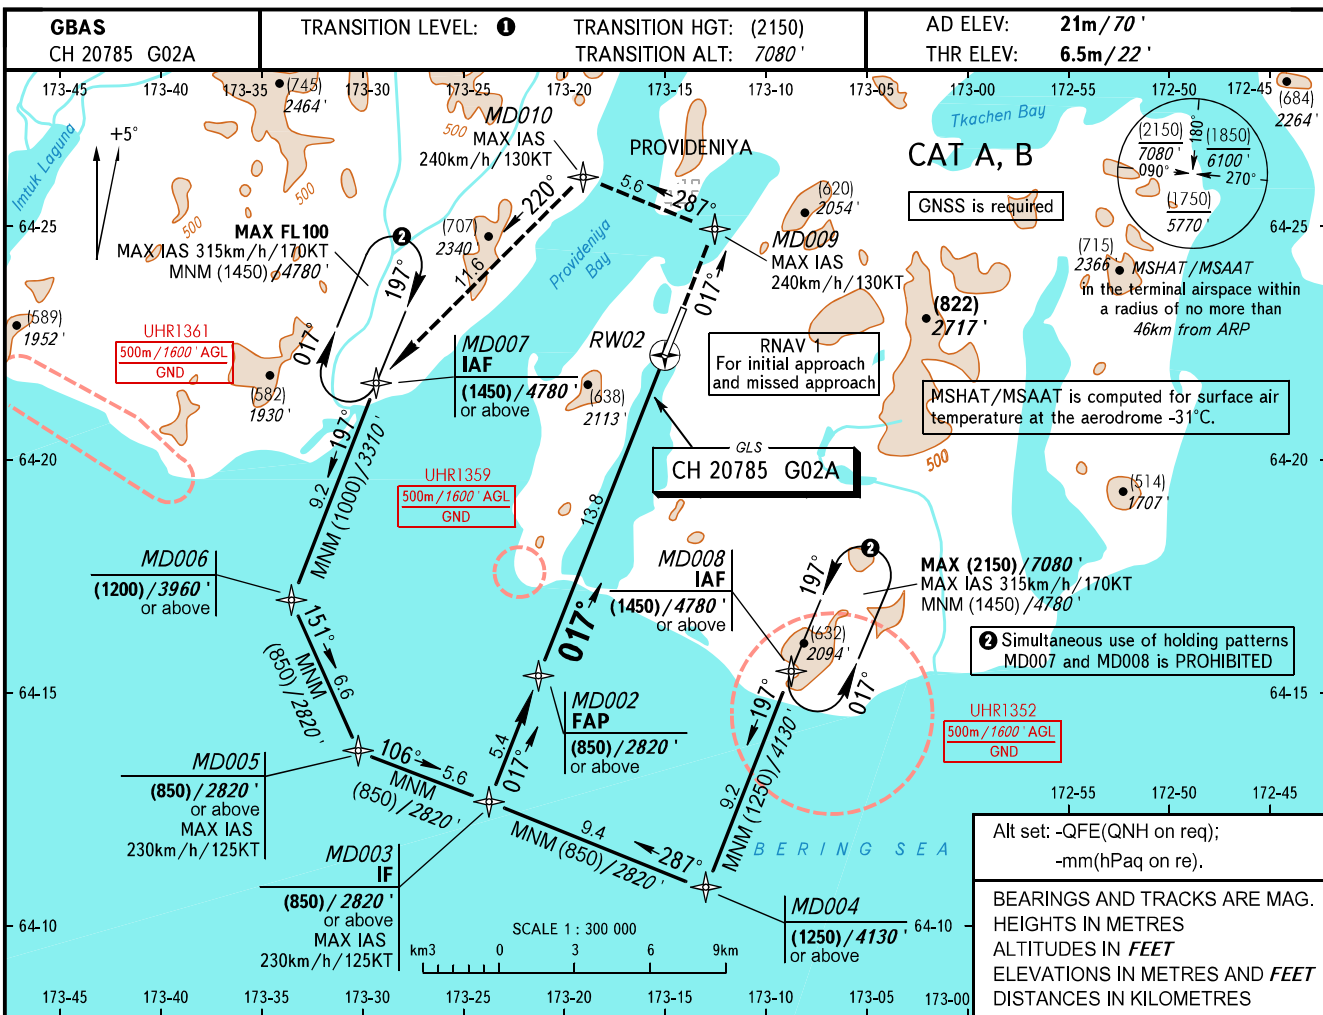 GBAS
CH 20785 G02A
TRANSITION LEVEL: ❶
TRANSITION HGT: (2150)
TRANSITION ALT: 7080 '
AD ELEV: 21m/70 '
THR ELEV: 6.5m/22 '
173-45
173-40
173-35
173-30
173-25
173-20
173-15
173-10
173-05
173-00
172-55
172-50
172-45
(745)
2464 '
(684)
2264 '
Imtuk Laguna
+5°
500
500
500
MD010
MAX IAS
240km/h/130KT
PROVIDENIYA
Tkachen Bay
CAT A, B
GNSS is required
(2150)
7080 '
(1850)
6100 '
(1750)
5770 '
180°
090°
270°
MSHAT/MSAAT
in the terminal airspace within
a radius of no more than
46km from ARP
64-25
64-25
220°
5.6
287°
(620)
2054 '
(707)
2340 '
11.6
Provideniya
Bay
MD009
MAX IAS
240km/h/130KT
017°
(715)
2366 '
MAX FL100
MAX IAS 315km/h/170KT
MNM (1450)/4780 '
❷
197°
017°
(589)
1952 '
UHR1361
500m/1600 ' AGL
GND
(582)
1930 '
MD007
IAF
(1450)/4780 '
or above
RW02
(638)
2113 '
RNAV 1
For initial approach
and missed approach
(822)
2717 '
MSHAT/MSAAT is computed for surface air
temperature at the aerodrome -31°C.
500
197°
9.2
MNM (1000)/3310 '
64-20
64-20
UHR1359
500m/1600 ' AGL
GND
GLS
CH 20785 G02A
13.8
(514)
1707 '
MD006
(1200)/3960 '
or above
MD008
IAF
(1450)/4780 '
or above
❷
197°
MAX (2150)/7080 '
MAX IAS 315km/h/170KT
MNM (1450)/4780 '
(632)
2094 '
017°
❷ Simultaneous use of holding patterns
MD007 and MD008 is PROHIBITED
151°
6.6
MNM
(850)/2820 '
017°
64-15
64-15
MD002
FAP
(850)/2820 '
or above
197°
9.2
MNM (1250)/4130 '
UHR1352
500m/1600 ' AGL
GND
MD005
(850)/2820 '
or above
MAX IAS
230km/h/125KT
106°
5.6
MNM
(850)/2820 '
5.4
017°
9.4
287°
MNM (850)/2820 '
BERING SEA
172-55
172-50
172-45
MD003
IF
(850)/2820 '
or above
MAX IAS
230km/h/125KT
MD004
(1250)/4130 '
or above
64-10
64-10
SCALE 1 : 300 000
km3 0 3 6 9km
173-45
173-40
173-35
173-30
173-25
173-20
173-15
173-10
173-05
173-00
Alt set: -QFE(QNH on req);
-mm(hPaq on re).
BEARINGS AND TRACKS ARE MAG.
HEIGHTS IN METRES
ALTITUDES IN FEET
ELEVATIONS IN METRES AND FEET
DISTANCES IN KILOMETRES